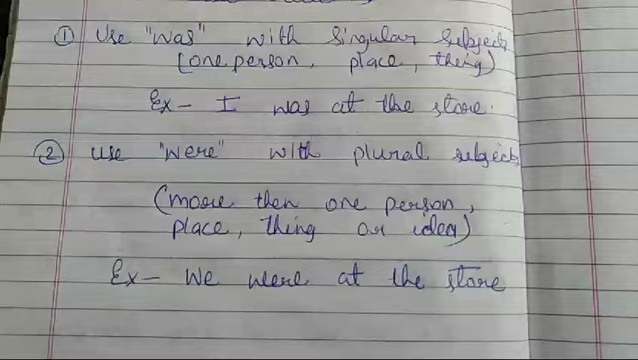 ① Use "was" with singular subjects
(one person, place, thing)
Ex - I was at the store.
② use "were" with plural subjects
(more then one person,
place, thing or idea)
Ex - We were at the store